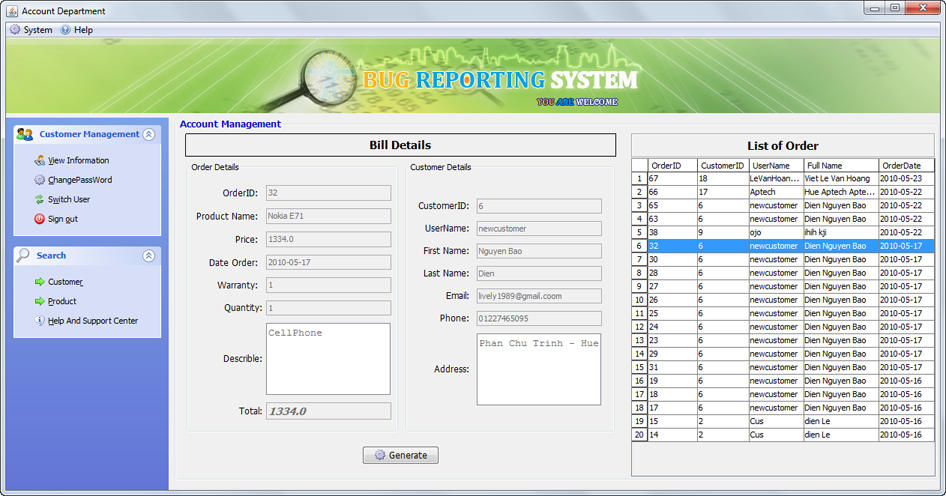 Account Department
System Help
BUG REPORTING SYSTEM
YOU ARE WELCOME
Customer Management
View Information
ChangePassWord
Switch User
Sign out
Search
Customer
Product
Help And Support Center
Account Management
Bill Details
Order Details
OrderID: 32
Product Name: Nokia E71
Price: 1334.0
Date Order: 2010-05-17
Warranty: 1
Quantity: 1
Describle: CellPhone
Total: 1334.0
Customer Details
CustomerID: 6
UserName: newcustomer
First Name: Nguyen Bao
Last Name: Dien
Email: lively1989@gmail.coom
Phone: 01227465095
Address: Phan Chu Trinh - Hue
Generate
List of Order
OrderID CustomerID UserName Full Name OrderDate
1 67 18 LeVanHoan... Viet Le Van Hoang 2010-05-23
2 66 17 Aptech Hue Aptech Apte... 2010-05-22
3 65 6 newcustomer Dien Nguyen Bao 2010-05-22
4 63 6 newcustomer Dien Nguyen Bao 2010-05-22
5 38 9 ojo ihih kji 2010-05-22
6 32 6 newcustomer Dien Nguyen Bao 2010-05-17
7 30 6 newcustomer Dien Nguyen Bao 2010-05-17
8 28 6 newcustomer Dien Nguyen Bao 2010-05-17
9 27 6 newcustomer Dien Nguyen Bao 2010-05-17
10 26 6 newcustomer Dien Nguyen Bao 2010-05-17
11 25 6 newcustomer Dien Nguyen Bao 2010-05-17
12 24 6 newcustomer Dien Nguyen Bao 2010-05-17
13 23 6 newcustomer Dien Nguyen Bao 2010-05-17
14 29 6 newcustomer Dien Nguyen Bao 2010-05-17
15 31 6 newcustomer Dien Nguyen Bao 2010-05-17
16 19 6 newcustomer Dien Nguyen Bao 2010-05-16
17 18 6 newcustomer Dien Nguyen Bao 2010-05-16
18 17 6 newcustomer Dien Nguyen Bao 2010-05-16
19 15 2 Cus dien Le 2010-05-16
20 14 2 Cus dien Le 2010-05-16